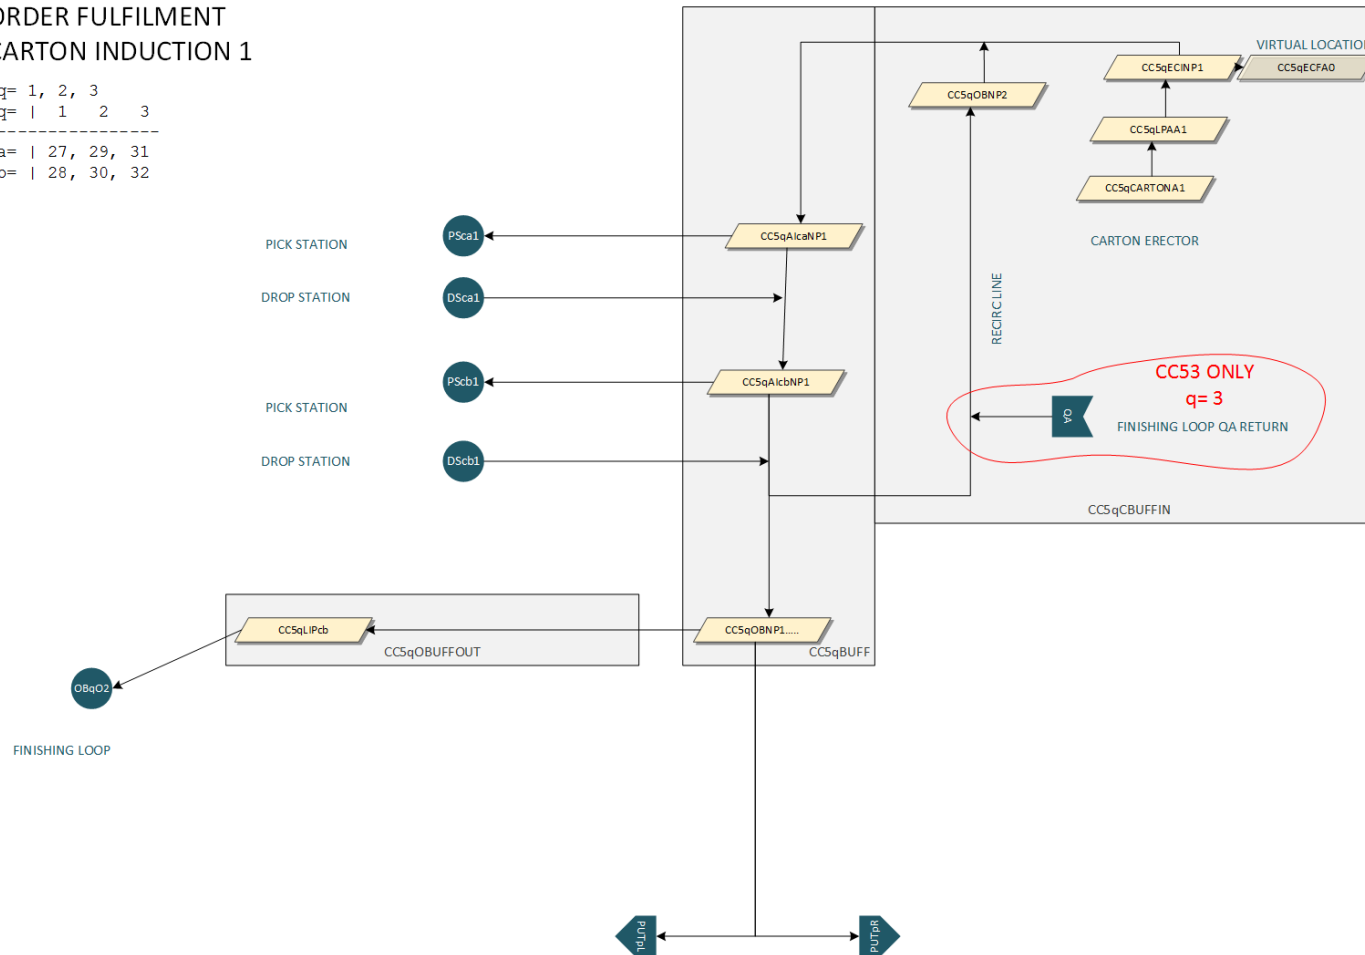 ORDER FULFILMENT
CARTON INDUCTION 1
q= 1, 2, 3
q= | 1 2 3
----------------
a= | 27, 29, 31
b= | 28, 30, 32
VIRTUAL LOCATION
CC5qECINP1
CC5qECFA0
CC5qOBNP2
CC5qLPAA1
CC5qCARTONA1
CARTON ERECTOR
PICK STATION
PSca1
CC5qAIcaNP1
DROP STATION
DSca1
RECIRC LINE
PScb1
CC5qAIcbNP1
PICK STATION
CC53 ONLY
q= 3
QA
FINISHING LOOP QA RETURN
DROP STATION
DScb1
CC5qCBUFFIN
CC5qLIPcb
CC5qOBNP1.....
CC5qOBUFFOUT
CC5qBUFF
OBqO2
FINISHING LOOP
PUTpL
PUTpR